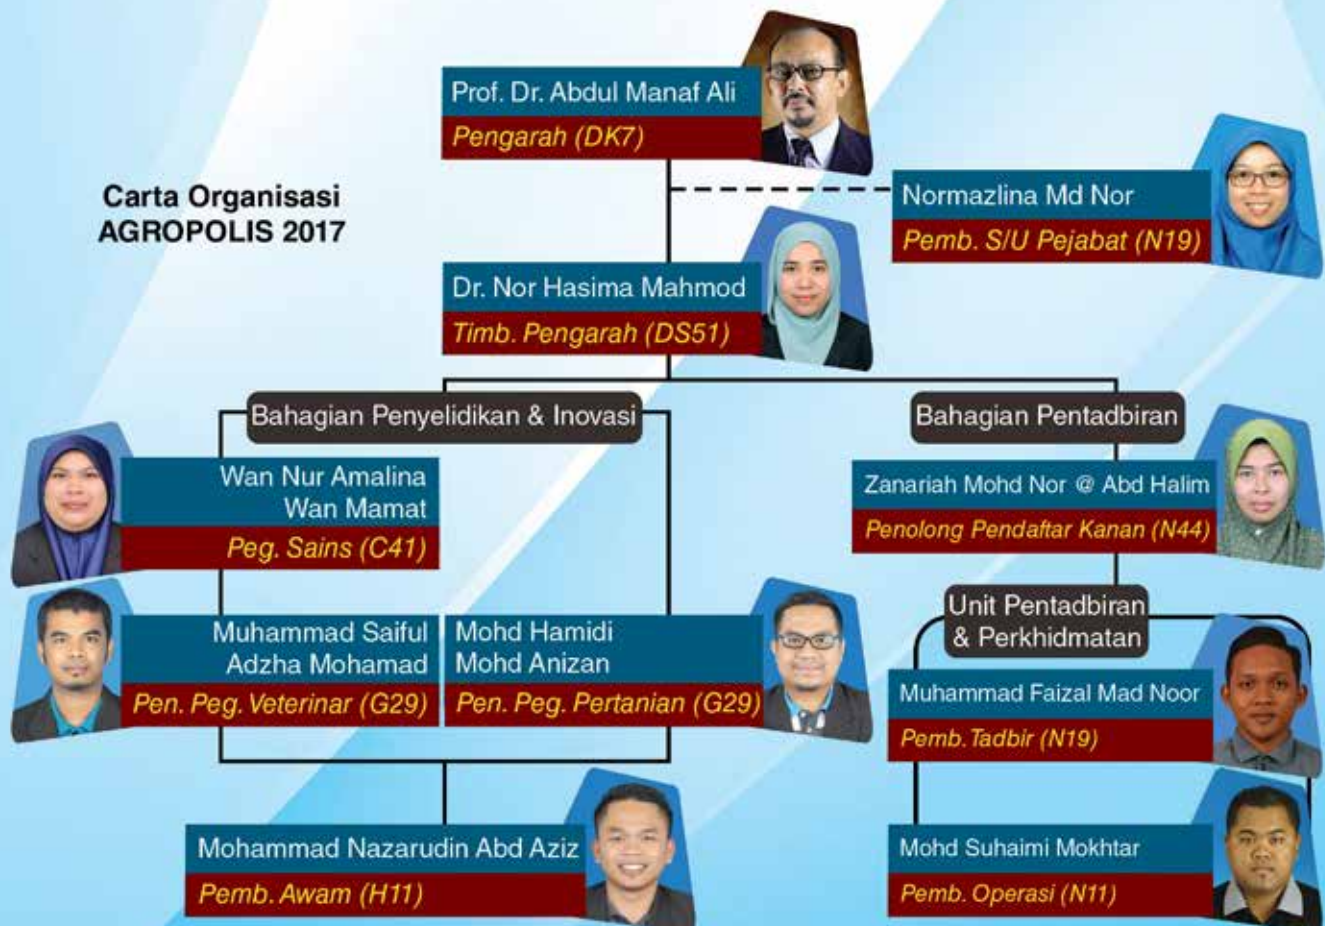 Prof. Dr. Abdul Manaf Ali
Pengarah (DK7)
Carta Organisasi
AGROPOLIS 2017
Normazlina Md Nor
Pemb. S/U Pejabat (N19)
Dr. Nor Hasima Mahmod
Timb. Pengarah (DS51)
Bahagian Penyelidikan & Inovasi
Bahagian Pentadbiran
Wan Nur Amalina
Wan Mamat
Peg. Sains (C41)
Zanariah Mohd Nor @ Abd Halim
Penolong Pendaftar Kanan (N44)
Muhammad Saiful
Adzha Mohamad
Pen. Peg. Veterinar (G29)
Mohd Hamidi
Mohd Anizan
Pen. Peg. Pertanian (G29)
Unit Pentadbiran
& Perkhidmatan
Muhammad Faizal Mad Noor
Pemb. Tadbir (N19)
Mohammad Nazarudin Abd Aziz
Pemb. Awam (H11)
Mohd Suhaimi Mokhtar
Pemb. Operasi (N11)